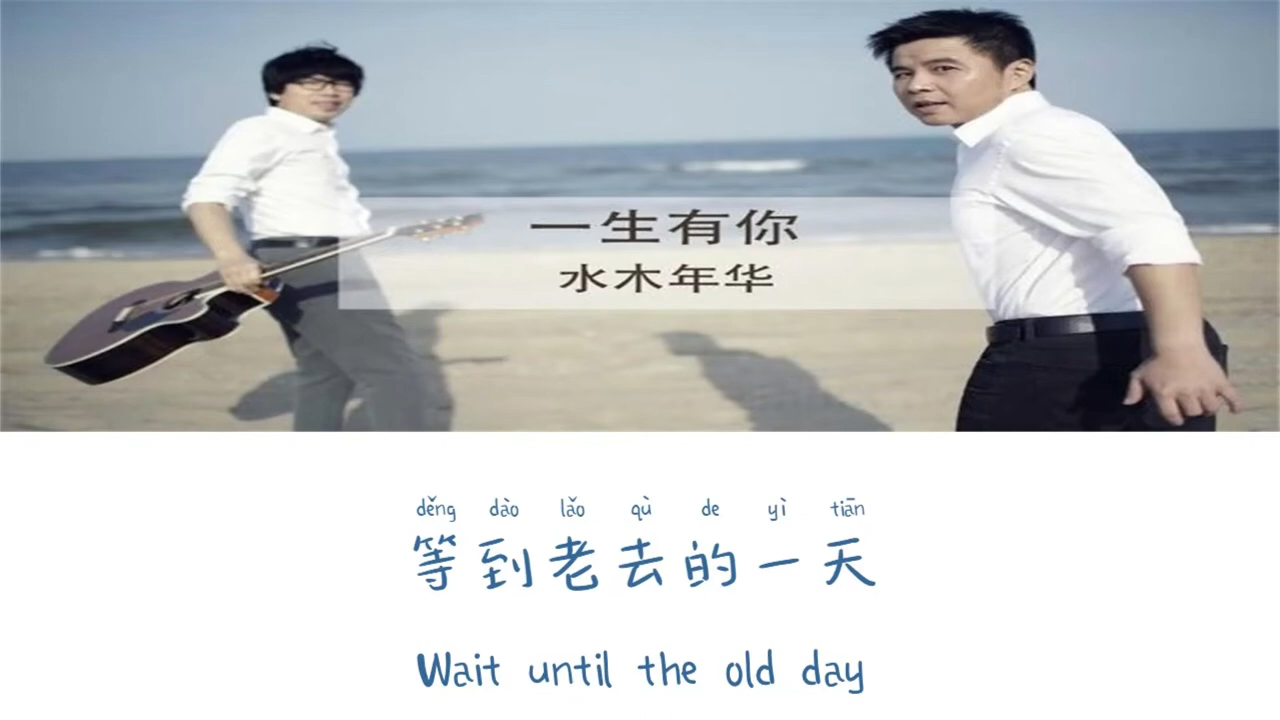 一生有你
水木年华
děng dào lǎo qù de yì tiān
等到老去的一天
Wait until the old day